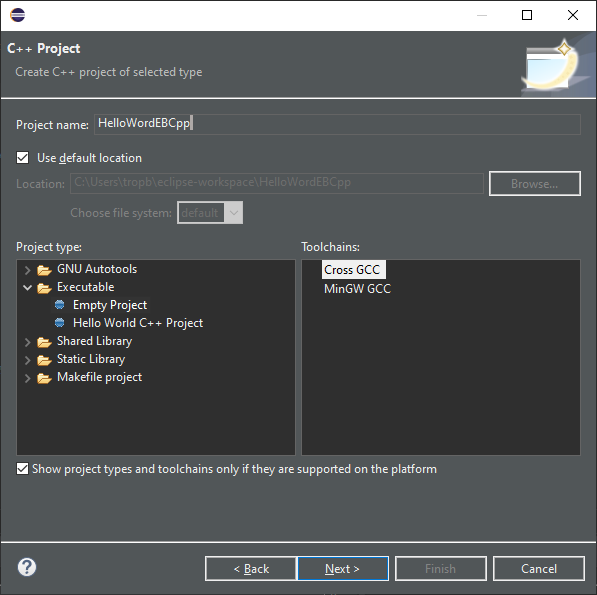 C++ Project
Create C++ project of selected type
Project name: HelloWordEBCpp
Use default location
Location: C:\Users\tropb\eclipse-workspace\HelloWordEBCpp Browse...
Choose file system: default
Project type: Toolchains:
GNU Autotools
Executable
Empty Project
Hello World C++ Project
Shared Library
Static Library
Makefile project
Cross GCC
MinGW GCC
Show project types and toolchains only if they are supported on the platform
? < Back Next > Finish Cancel